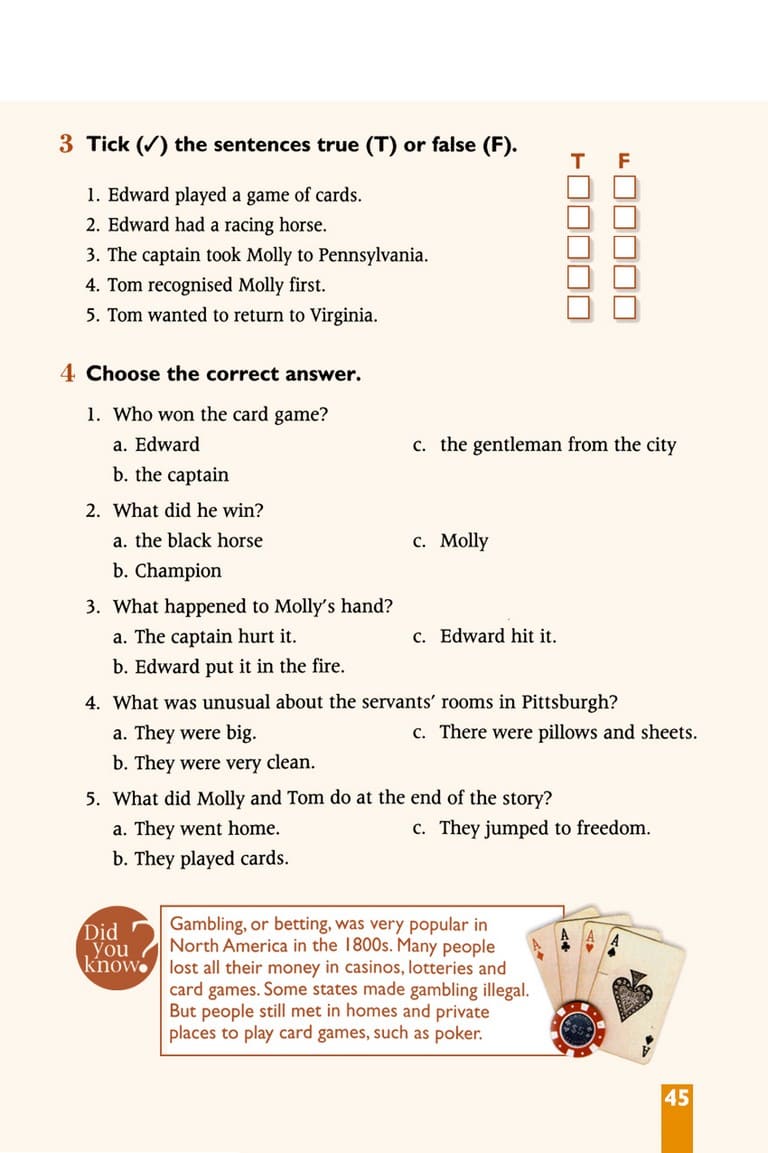 3 Tick (✓) the sentences true (T) or false (F).
T F
1. Edward played a game of cards.
2. Edward had a racing horse.
3. The captain took Molly to Pennsylvania.
4. Tom recognised Molly first.
5. Tom wanted to return to Virginia.
4 Choose the correct answer.
1. Who won the card game?
a. Edward c. the gentleman from the city
b. the captain
2. What did he win?
a. the black horse c. Molly
b. Champion
3. What happened to Molly's hand?
a. The captain hurt it. c. Edward hit it.
b. Edward put it in the fire.
4. What was unusual about the servants' rooms in Pittsburgh?
a. They were big. c. There were pillows and sheets.
b. They were very clean.
5. What did Molly and Tom do at the end of the story?
a. They went home. c. They jumped to freedom.
b. They played cards.
Did
you
know?
Gambling, or betting, was very popular in
North America in the 1800s. Many people
lost all their money in casinos, lotteries and
card games. Some states made gambling illegal.
But people still met in homes and private
places to play card games, such as poker.
A A A A
$5
A
45